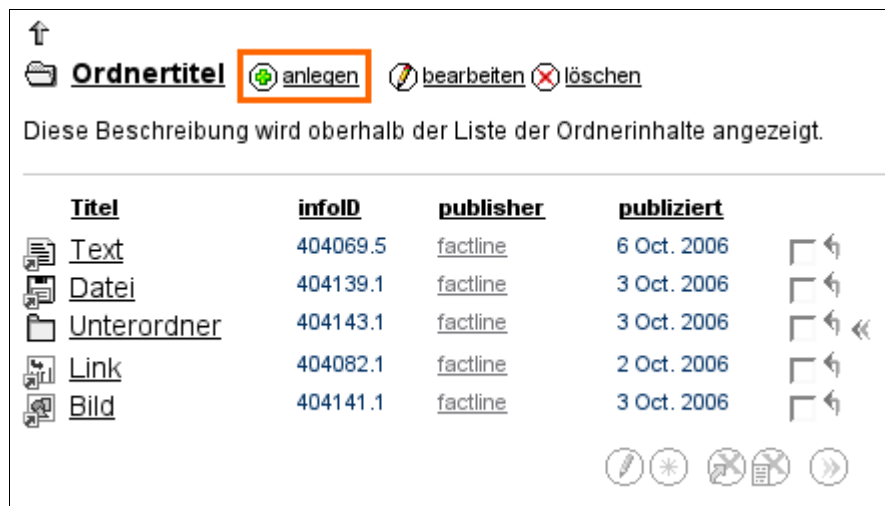 Ordnertitel anlegen bearbeiten löschen
Diese Beschreibung wird oberhalb der Liste der Ordnerinhalte angezeigt.
Titel infoID publisher publiziert
Text 404069.5 factline 6 Oct. 2006
Datei 404139.1 factline 3 Oct. 2006
Unterordner 404143.1 factline 3 Oct. 2006
Link 404082.1 factline 2 Oct. 2006
Bild 404141.1 factline 3 Oct. 2006